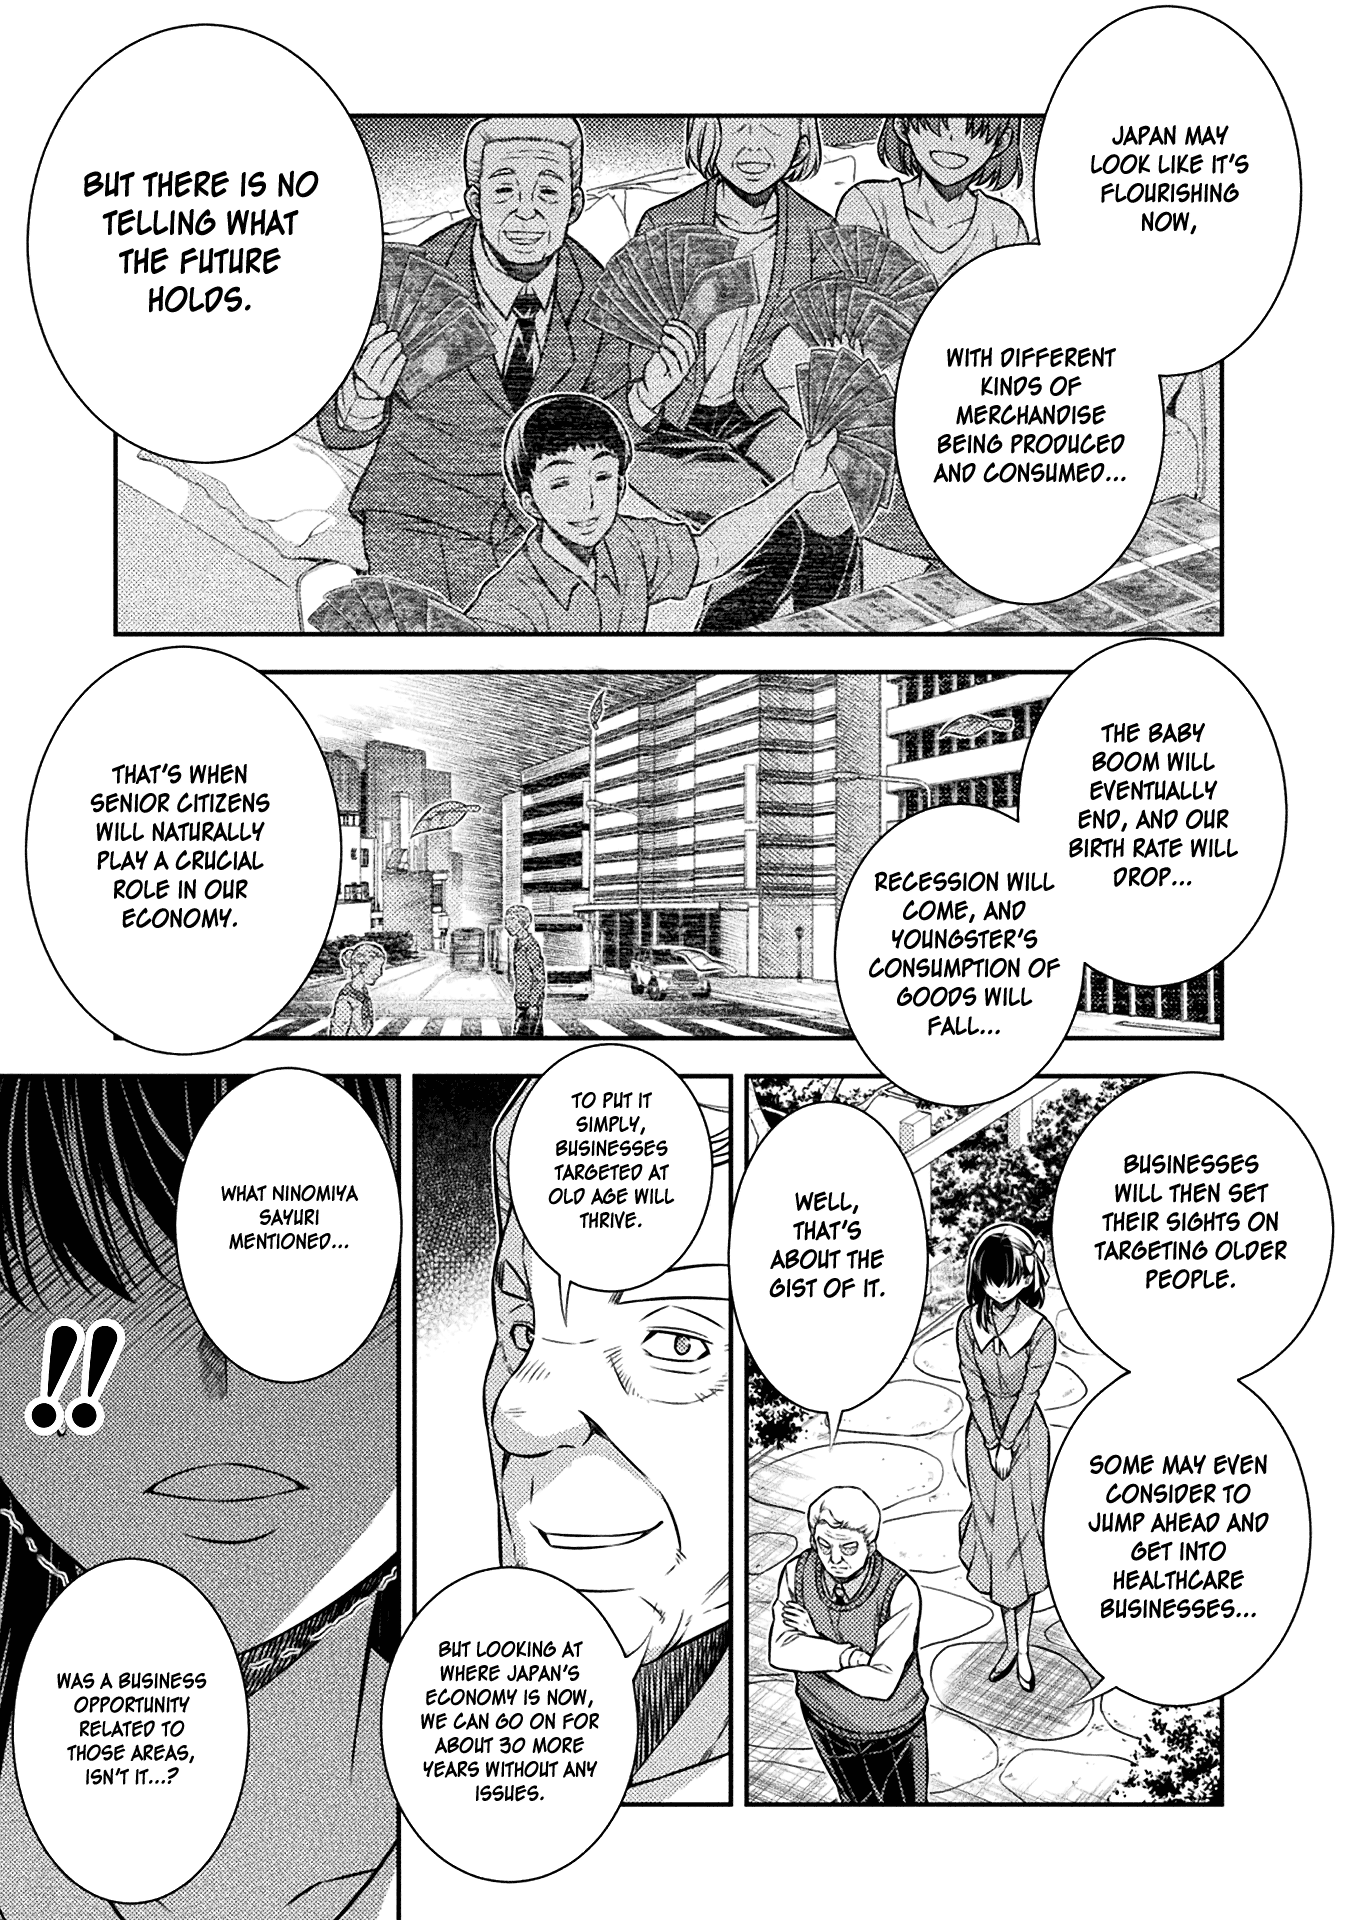 JAPAN MAY
LOOK LIKE IT'S
FLOURISHING
NOW,
WITH DIFFERENT
KINDS OF
MERCHANDISE
BEING PRODUCED
AND CONSUMED...
BUT THERE IS NO
TELLING WHAT
THE FUTURE
HOLDS.
THE BABY
BOOM WILL
EVENTUALLY
END, AND OUR
BIRTH RATE WILL
DROP...
RECESSION WILL
COME, AND
YOUNGSTER'S
CONSUMPTION OF
GOODS WILL
FALL...
THAT'S WHEN
SENIOR CITIZENS
WILL NATURALLY
PLAY A CRUCIAL
ROLE IN OUR
ECONOMY.
BUSINESSES
WILL THEN SET
THEIR SIGHTS ON
TARGETING OLDER
PEOPLE.
SOME MAY EVEN
CONSIDER TO
JUMP AHEAD AND
GET INTO
HEALTHCARE
BUSINESSES...
WELL,
THAT'S
ABOUT THE
GIST OF IT.
TO PUT IT
SIMPLY,
BUSINESSES
TARGETED AT
OLD AGE WILL
THRIVE.
BUT LOOKING AT
WHERE JAPAN'S
ECONOMY IS NOW,
WE CAN GO ON FOR
ABOUT 30 MORE
YEARS WITHOUT ANY
ISSUES.
WHAT NINOMIYA
SAYURI
MENTIONED...
!!
WAS A BUSINESS
OPPORTUNITY
RELATED TO
THOSE AREAS,
ISN'T IT...?